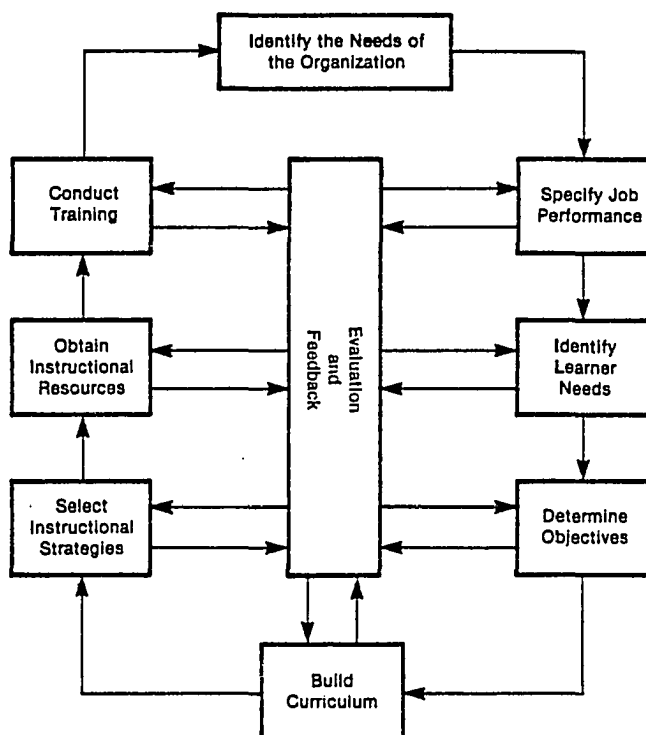 Identify the Needs of
the Organization
Conduct
Training
Specify Job
Performance
Evaluation
and
Feedback
Obtain
Instructional
Resources
Identify
Learner
Needs
Select
Instructional
Strategies
Determine
Objectives
Build
Curriculum